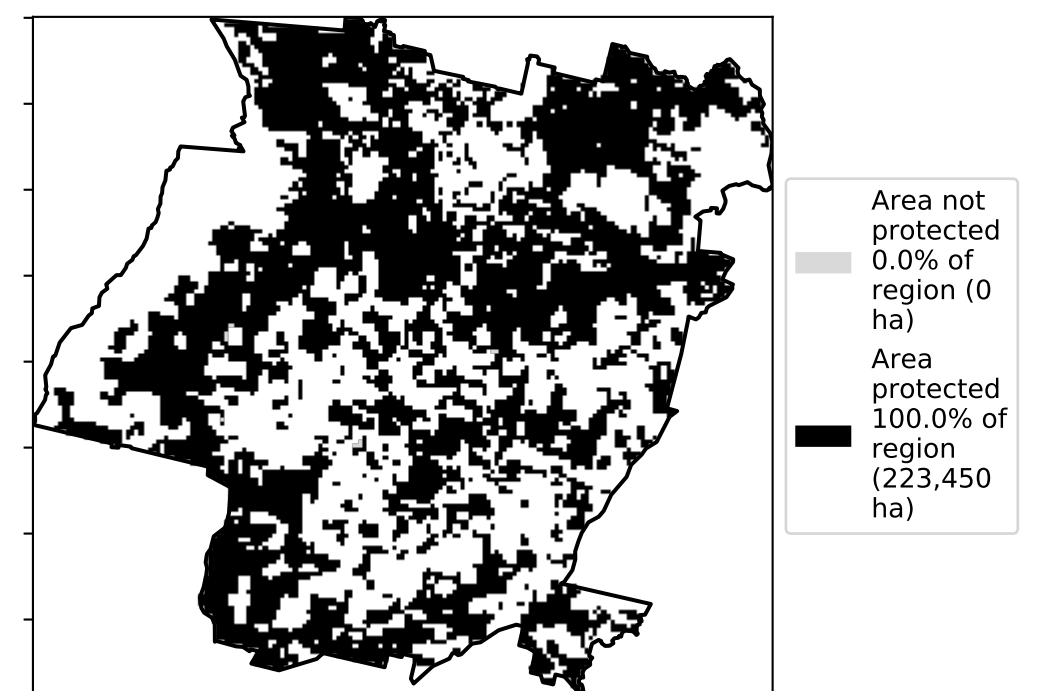 Area not
protected
0.0% of
region (0
ha)
Area
protected
100.0% of
region
(223,450
ha)